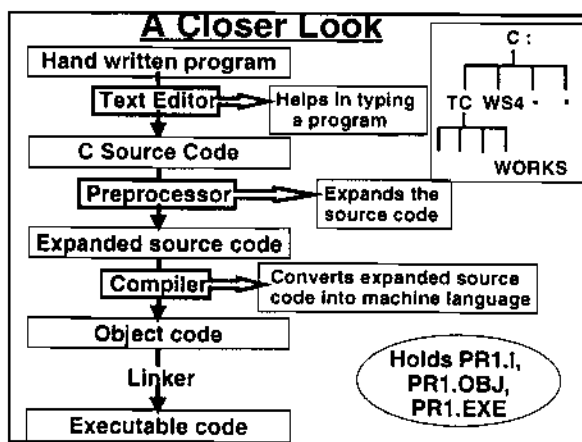 A Closer Look
Hand written program
Text Editor
Helps in typing
a program
C Source Code
Preprocessor
Expands the
source code
Expanded source code
Compiler
Converts expanded source
code into machine language
Object code
Linker
Executable code
C :
TC WS4 · ·
WORKS
Holds PR1.i,
PR1.OBJ,
PR1.EXE